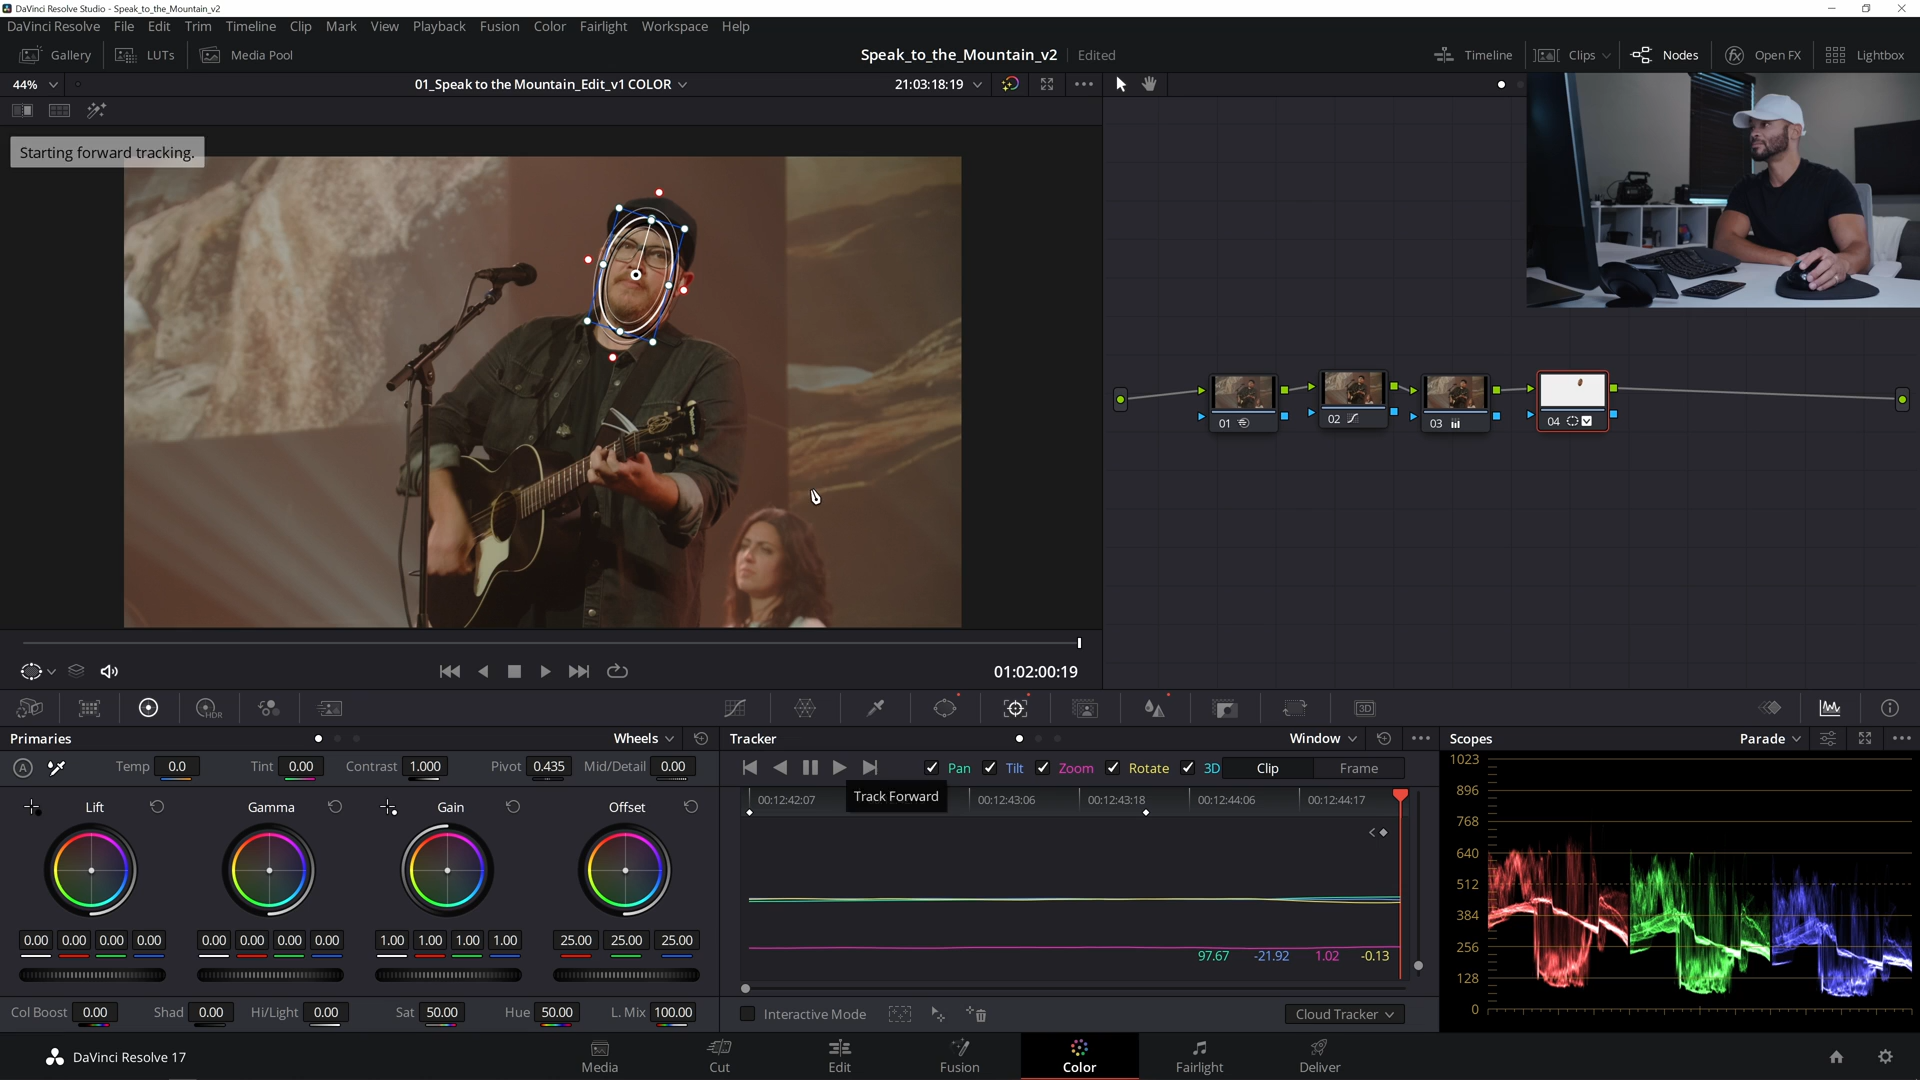 DaVinci Resolve Studio - Speak_to_the_Mountain_v2
DaVinci Resolve File Edit Trim Timeline Clip Mark View Playback Fusion Color Fairlight Workspace Help
Gallery LUTs Media Pool Speak_to_the_Mountain_v2 Edited Timeline Clips Nodes Open FX Lightbox
44% 01_Speak to the Mountain_Edit_v1 COLOR 21:03:18:19
Starting forward tracking.
01 02 03 04
01:02:00:19
HDR 3D
Primaries Wheels Tracker Window Scopes Parade
A Temp 0.0 Tint 0.00 Contrast 1.000 Pivot 0.435 Mid/Detail 0.00
Pan Tilt Zoom Rotate 3D Clip Frame
Track Forward
00:12:42:07 00:12:43:06 00:12:43:18 00:12:44:06 00:12:44:17
Lift Gamma Gain Offset
0.00 0.00 0.00 0.00 0.00 0.00 0.00 0.00 1.00 1.00 1.00 1.00 25.00 25.00 25.00
97.67 -21.92 1.02 -0.13
1023
896
768
640
512
384
256
128
0
Col Boost 0.00 Shad 0.00 Hi/Light 0.00 Sat 50.00 Hue 50.00 L. Mix 100.00
Interactive Mode Cloud Tracker
DaVinci Resolve 17
Media Cut Edit Fusion Color Fairlight Deliver